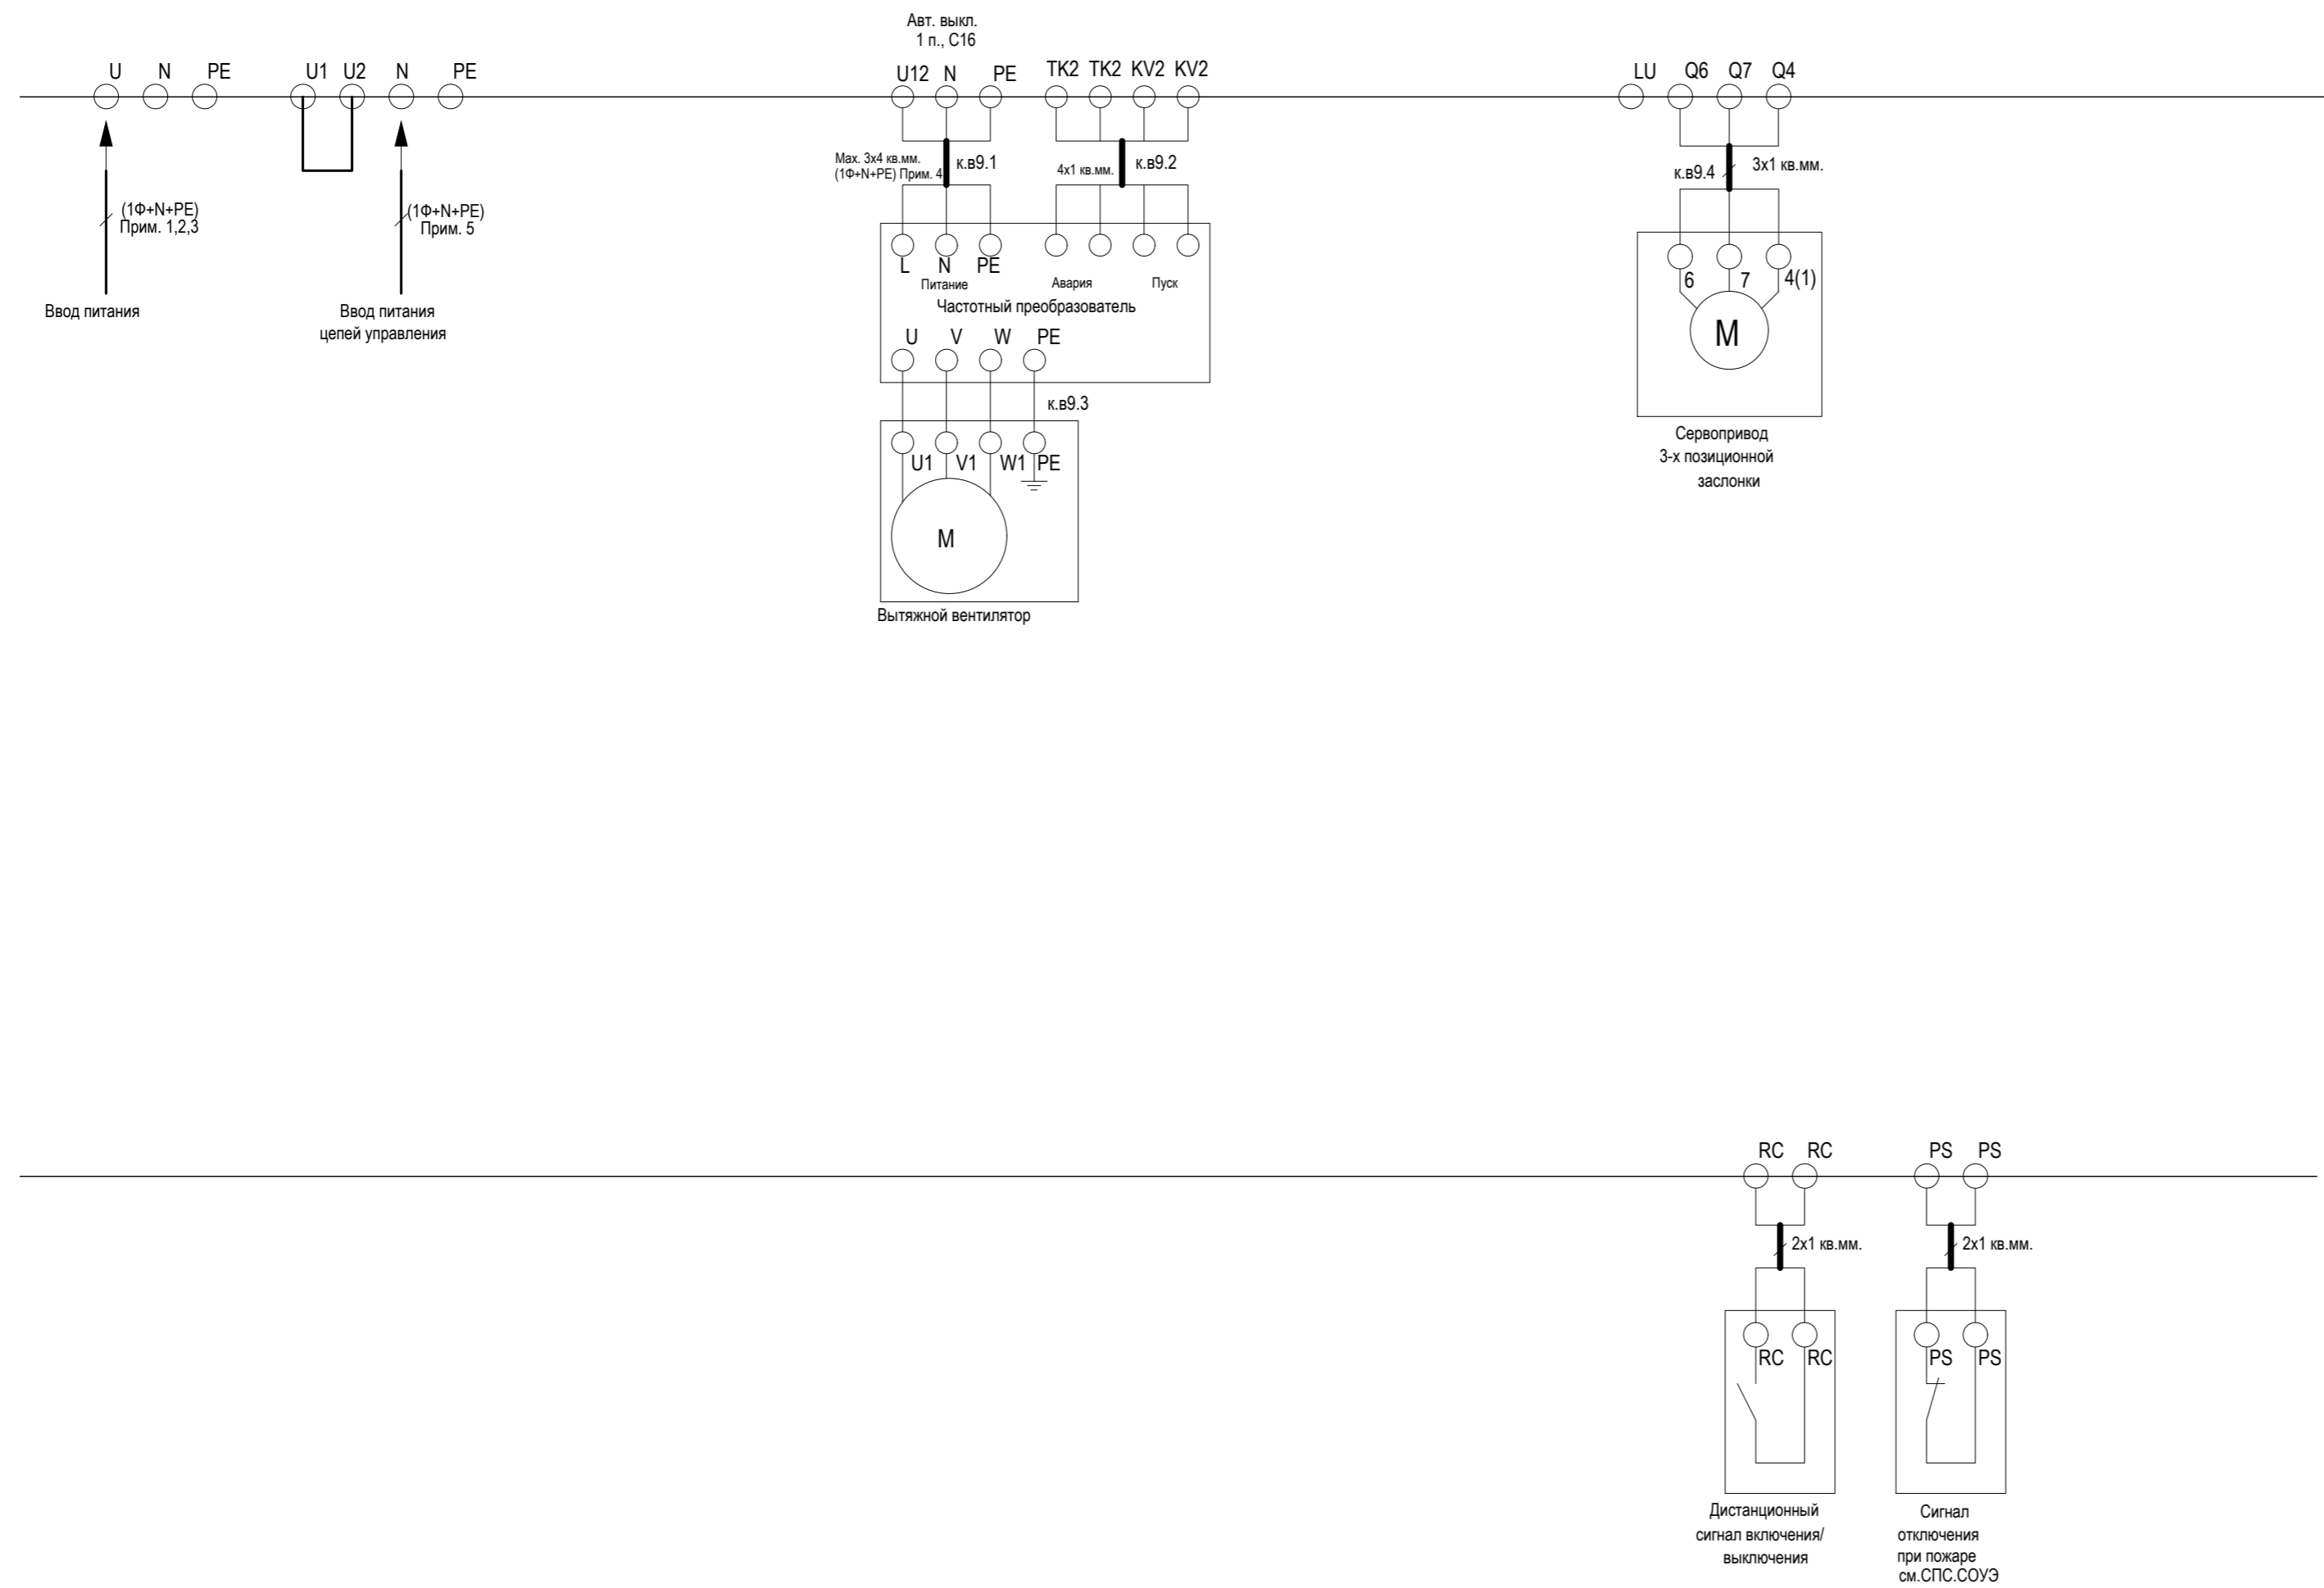 Авт. выкл.
1 п., С16
U N PE U1 U2 N PE U12 N PE TK2 TK2 KV2 KV2 LU Q6 Q7 Q4
(1Ф+N+PE)
Прим. 1,2,3
Ввод питания
(1Ф+N+PE)
Прим. 5
Ввод питания
цепей управления
Max. 3x4 кв.мм.
(1Ф+N+PE) Прим. 4
к.в9.1
4x1 кв.мм.
к.в9.2
L N PE
Питание
Авария
Пуск
Частотный преобразователь
U V W PE
к.в9.3
U1 V1 W1 PE
M
Вытяжной вентилятор
к.в9.4
3x1 кв.мм.
6 7 4(1)
M
Сервопривод
3-х позиционной
заслонки
RC RC PS PS
2x1 кв.мм.
2x1 кв.мм.
RC RC
PS PS
Дистанционный
сигнал включения/
выключения
Сигнал
отключения
при пожаре
см.СПС.СОУЭ